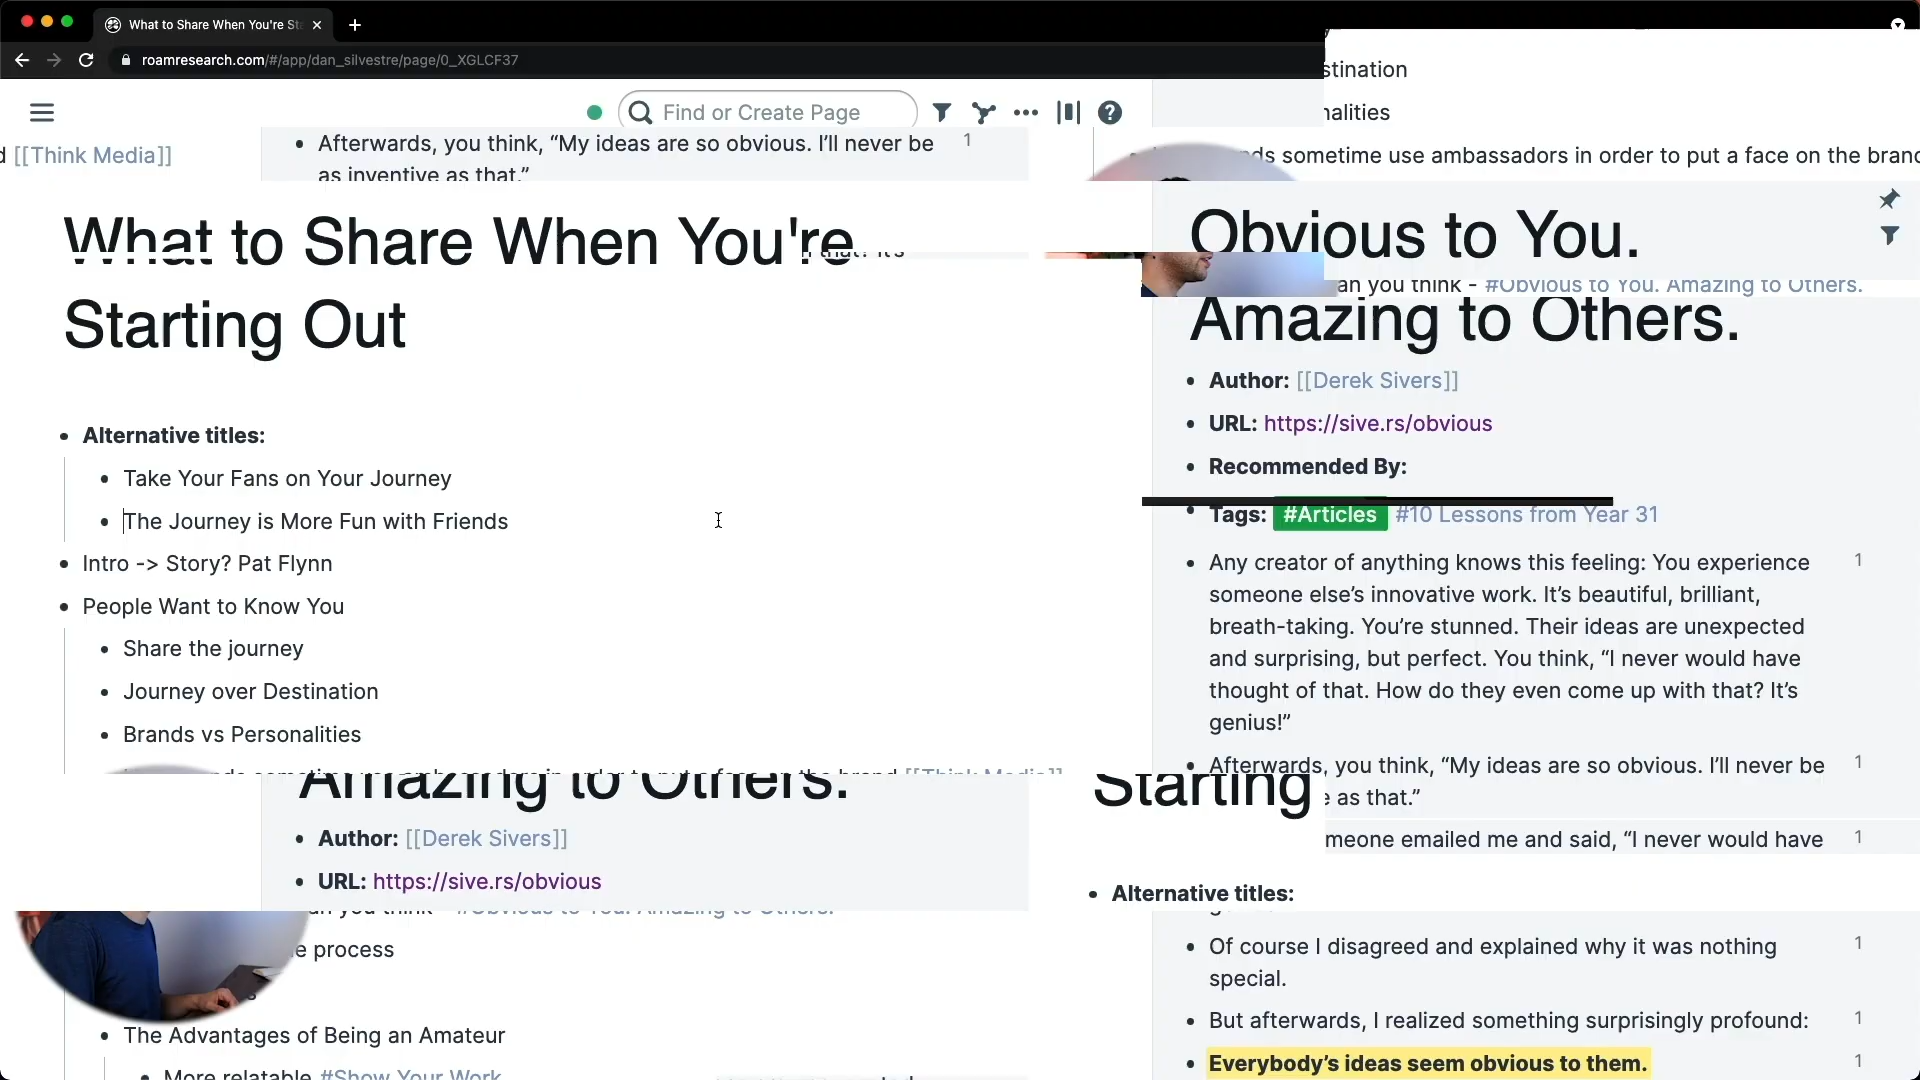 What to Share When You're St
roamresearch.com/#/app/dan_silvestre/page/0_XGLCF37
Find or Create Page
stination
nalities
d [[Think Media]]
Afterwards, you think, “My ideas are so obvious. I’ll never be 1
as inventive as that.”
ds sometime use ambassadors in order to put a face on the brand
What to Share When You're
Starting Out
Alternative titles:
Take Your Fans on Your Journey
The Journey is More Fun with Friends
Intro -> Story? Pat Flynn
People Want to Know You
Share the journey
Journey over Destination
Brands vs Personalities
Amazing to Others.
Author: [[Derek Sivers]]
URL: https://sive.rs/obvious
e process
The Advantages of Being an Amateur
More relatable #Show Your Work
Obvious to You.
an you think - #Obvious to You. Amazing to Others.
Amazing to Others.
Author: [[Derek Sivers]]
URL: https://sive.rs/obvious
Recommended By:
Tags: #Articles #10 Lessons from Year 31
Any creator of anything knows this feeling: You experience 1
someone else’s innovative work. It’s beautiful, brilliant,
breath-taking. You’re stunned. Their ideas are unexpected
and surprising, but perfect. You think, “I never would have
thought of that. How do they even come up with that? It’s
genius!”
Afterwards, you think, “My ideas are so obvious. I’ll never be 1
e as that.”
Starting
meone emailed me and said, “I never would have 1
Alternative titles:
Of course I disagreed and explained why it was nothing 1
special.
But afterwards, I realized something surprisingly profound: 1
Everybody’s ideas seem obvious to them. 1